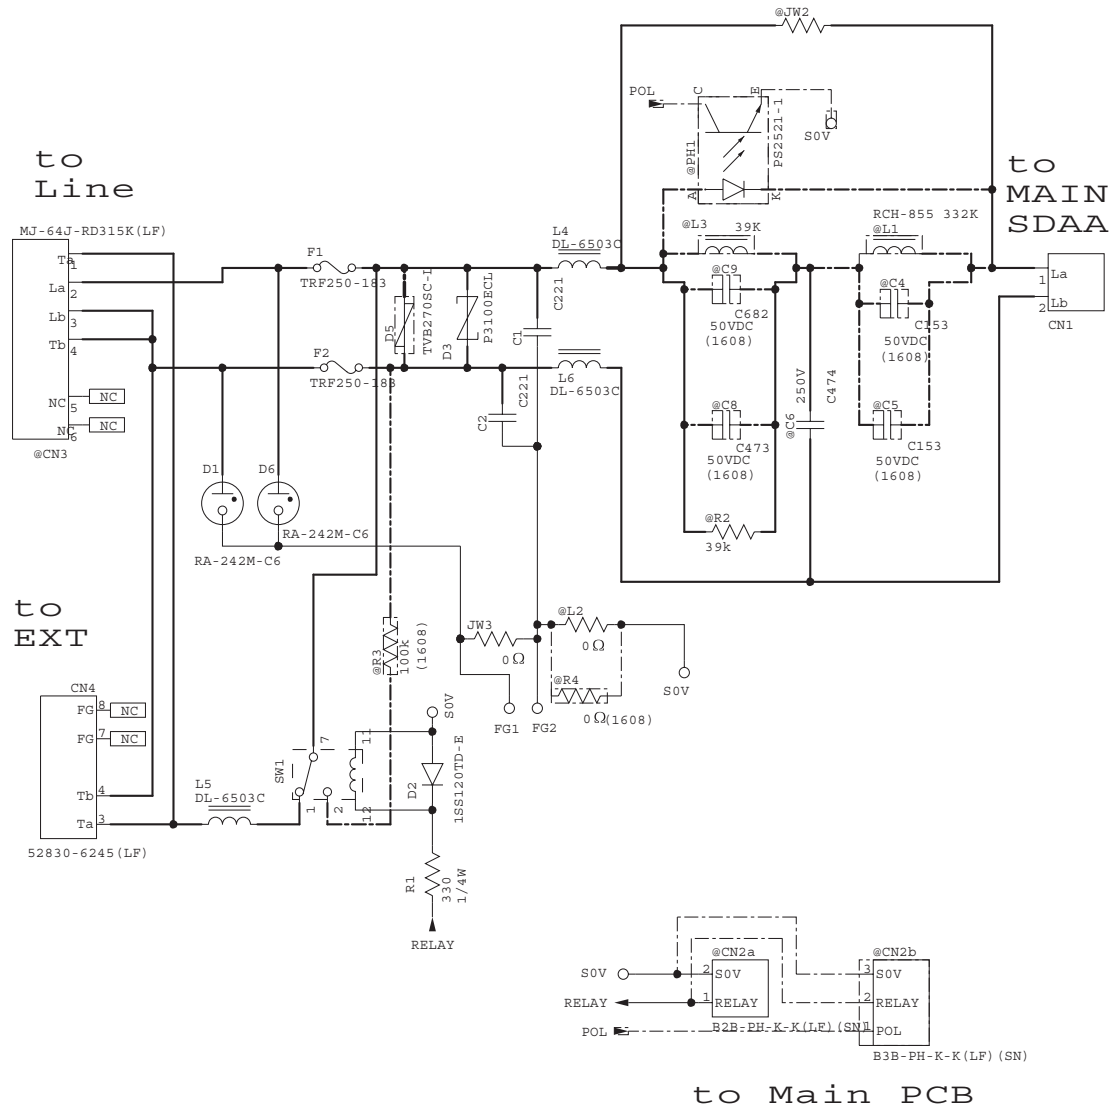 @JW2
POL
C
E
@PH1
PS2521-1
S0V
A
K
to
Line
to
MAIN
SDAA
MJ-64J-RD315K(LF)
Ta
1
La
2
Lb
3
Tb
4
NC
5
NC
NC
6
NC
@CN3
F1
TRF250-183
F2
TRF250-183
D5
TVB270SC-L
D3
P3100ECL
C1
C221
C2
C221
L4
DL-6503C
L6
DL-6503C
@L3
39K
@C9
C682
50VDC
(1608)
@C8
C473
50VDC
(1608)
@R2
39k
@C6
250V
C474
RCH-855 332K
@L1
@C4
C153
50VDC
(1608)
@C5
C153
50VDC
(1608)
La
1
2
Lb
CN1
D1
D6
RA-242M-C6
RA-242M-C6
to
EXT
CN4
FG
8
NC
FG
7
NC
Tb
4
Ta
3
52830-6245(LF)
L5
DL-6503C
SW1
7
1
2
11
12
@R3
100k
(1608)
S0V
D2
1SS120TD-E
R1
330
1/4W
RELAY
JW3
0Ω
@L2
0Ω
@R4
0Ω(1608)
S0V
FG1
FG2
@CN2a
@CN2b
S0V
2
S0V
3
S0V
RELAY
1
RELAY
2
RELAY
POL
1
POL
B2B-PH-K-K(LF)(SN)
B3B-PH-K-K(LF)(SN)
to Main PCB